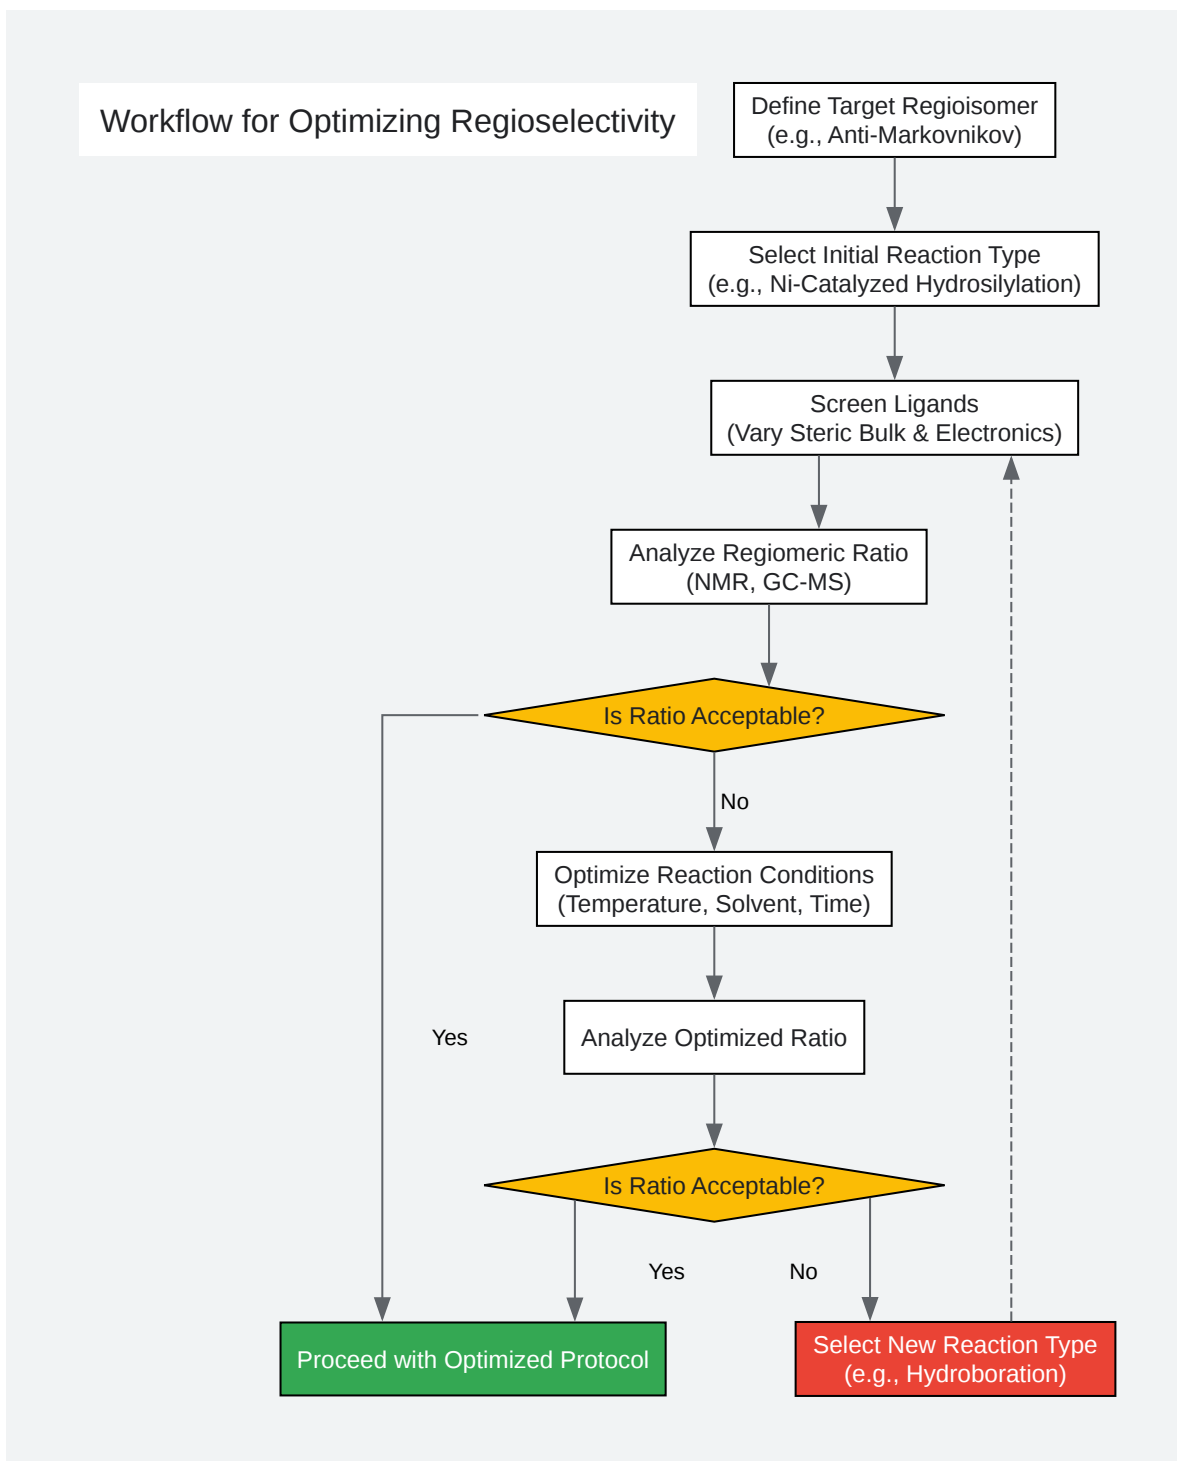 Workflow for Optimizing Regioselectivity
Define Target Regioisomer
(e.g., Anti-Markovnikov)
Select Initial Reaction Type
(e.g., Ni-Catalyzed Hydrosilylation)
Screen Ligands
(Vary Steric Bulk & Electronics)
Analyze Regiomeric Ratio
(NMR, GC-MS)
Is Ratio Acceptable?
No
Optimize Reaction Conditions
(Temperature, Solvent, Time)
Yes
Analyze Optimized Ratio
Is Ratio Acceptable?
Yes
No
Proceed with Optimized Protocol
Select New Reaction Type
(e.g., Hydroboration)